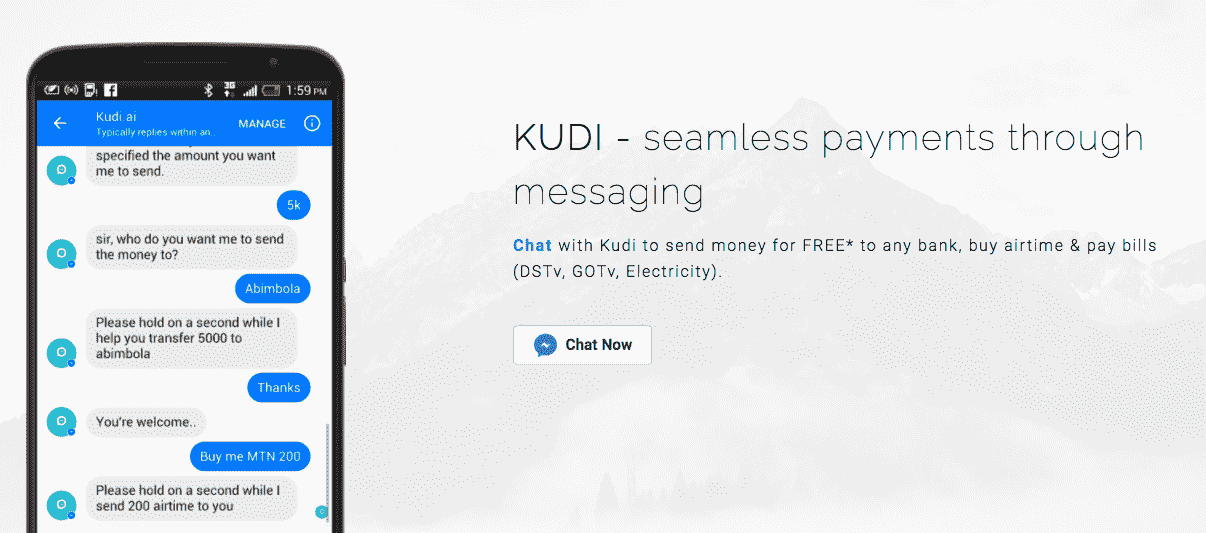 3G
1:59 PM
Kudi ai
Typically replies within an..
MANAGE
specified the amount you want
me to send.
5k
sir, who do you want me to send
the money to?
Abimbola
Please hold on a second while I
help you transfer 5000 to
abimbola
Thanks
You're welcome..
Buy me MTN 200
Please hold on a second while I
send 200 airtime to you
KUDI - seamless payments through
messaging
Chat with Kudi to send money for FREE* to any bank, buy airtime & pay bills
(DSTv, GOTv, Electricity).
Chat Now